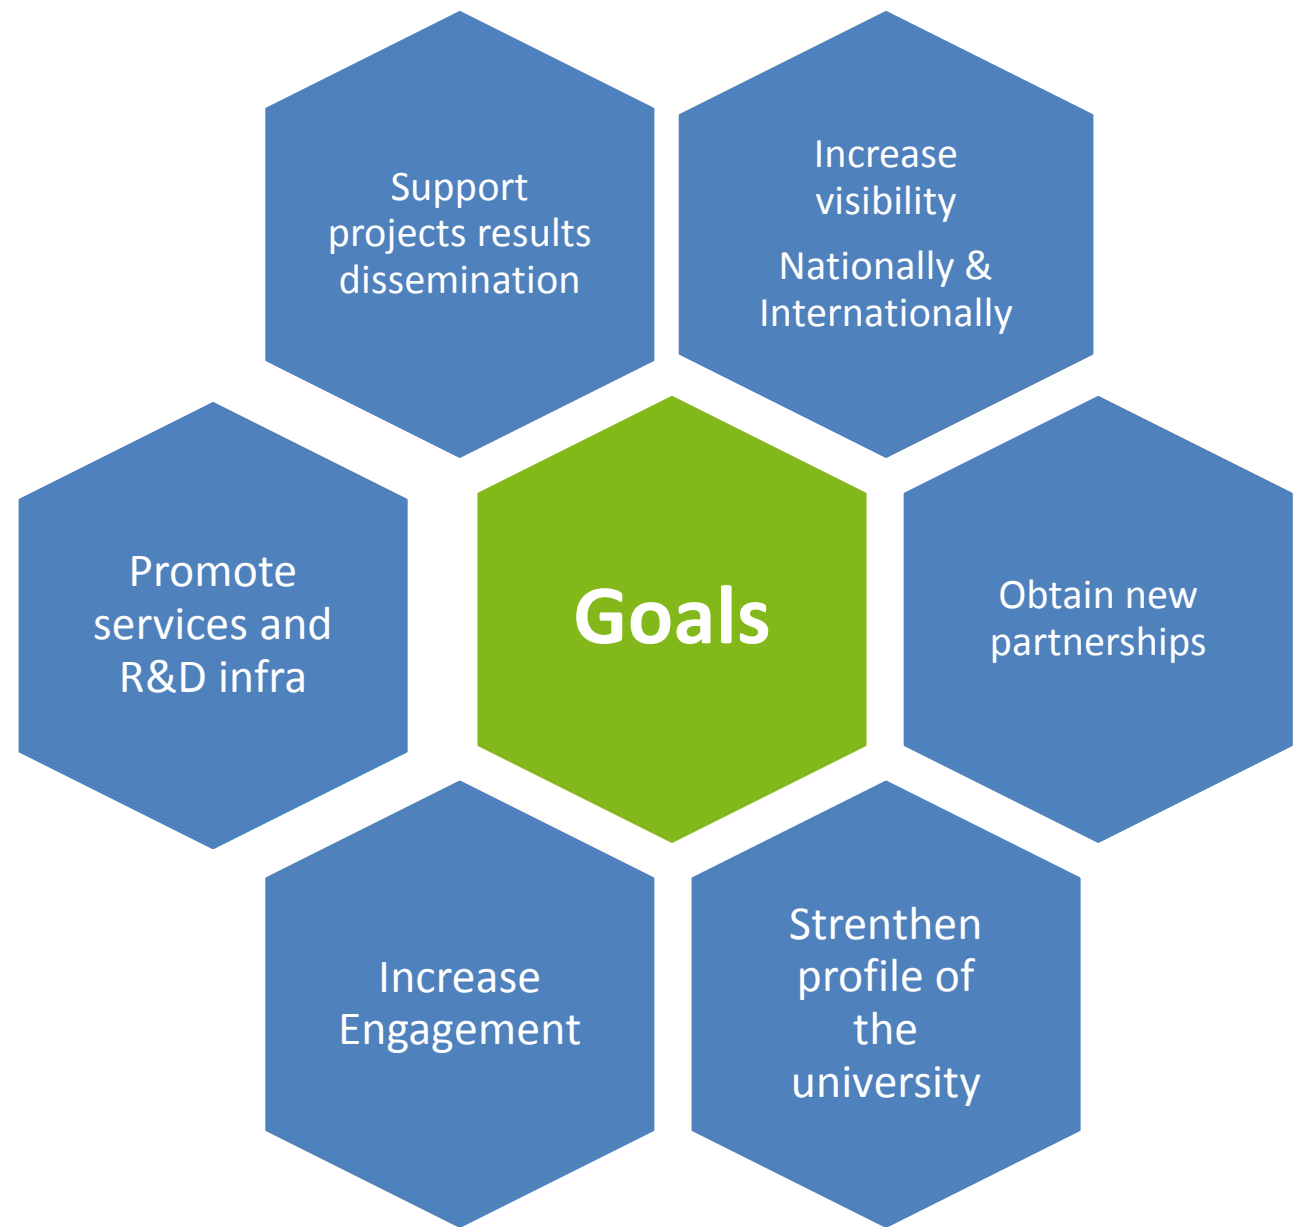 Support
projects results
dissemination
Increase
visibility
Nationally &
Internationally
Promote
services and
R&D infra
Goals
Obtain new
partnerships
Increase
Engagement
Strenthen
profile of
the
university